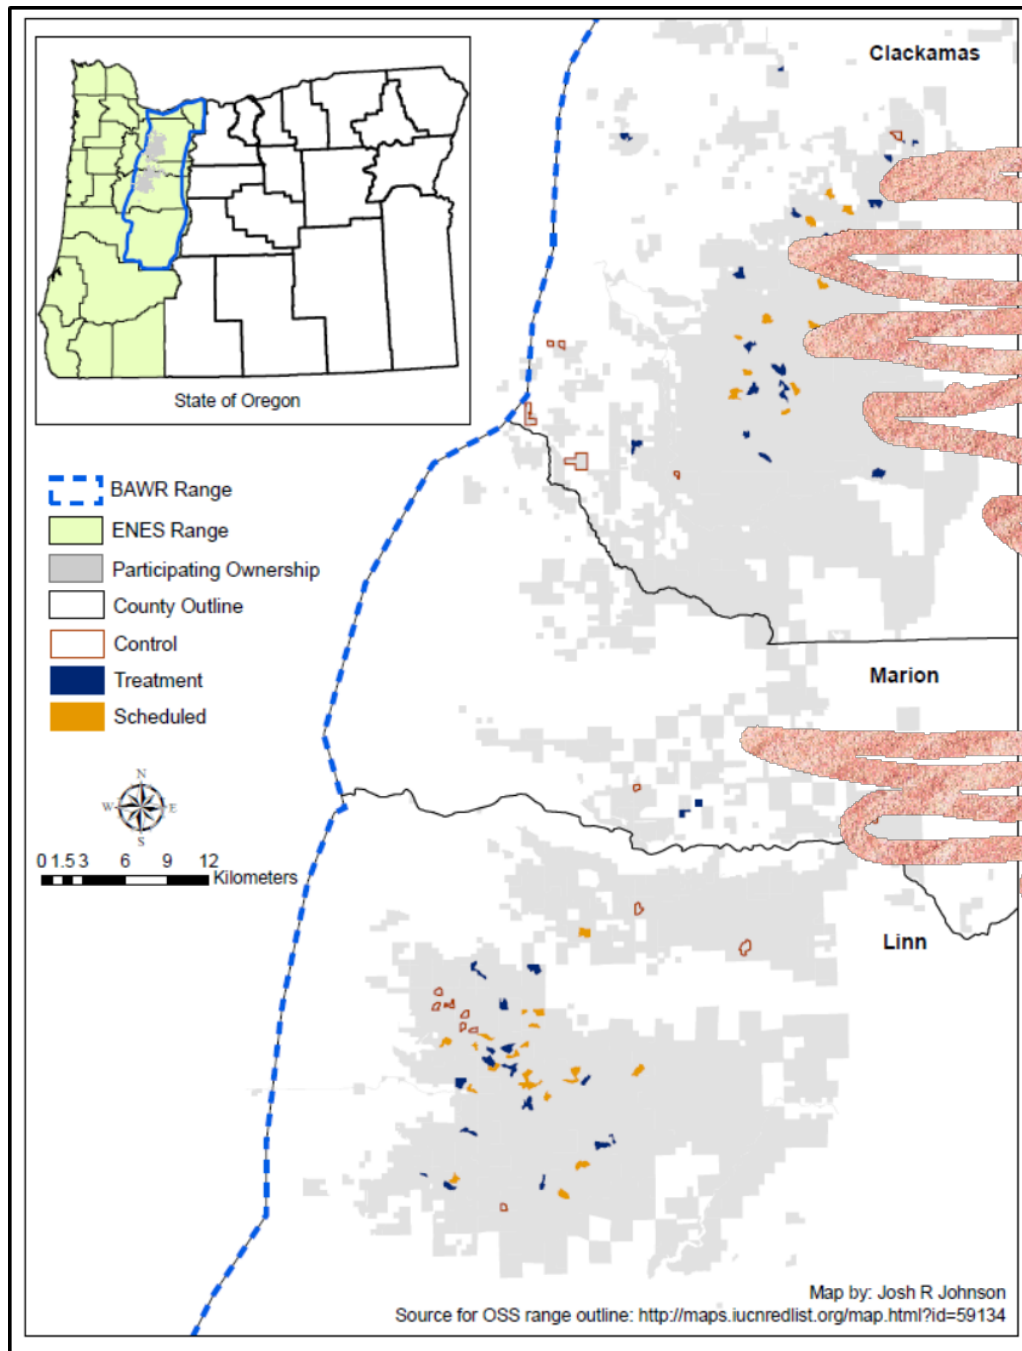 Clackamas
State of Oregon
BAWR Range
ENES Range
Participating Ownership
County Outline
Control
Treatment
Scheduled
Marion
N
W E
S
0 1.5 3 6 9 12
Kilometers
Linn
Map by: Josh R Johnson
Source for OSS range outline: http://maps.iucnredlist.org/map.html?id=59134